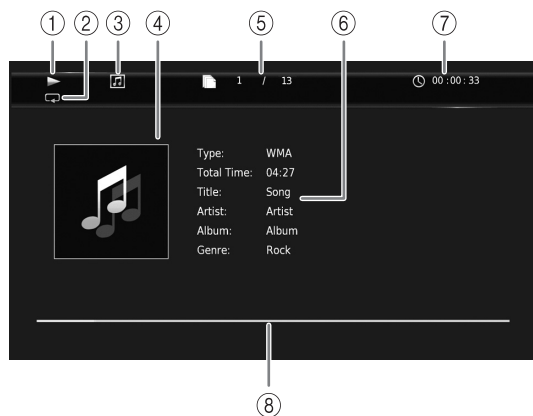 ① ② ③ ④ ⑤ ⑥ ⑦
1 / 13 00:00:33
Type: WMA
Total Time: 04:27
Title: Song
Artist: Artist
Album: Album
Genre: Rock
⑧